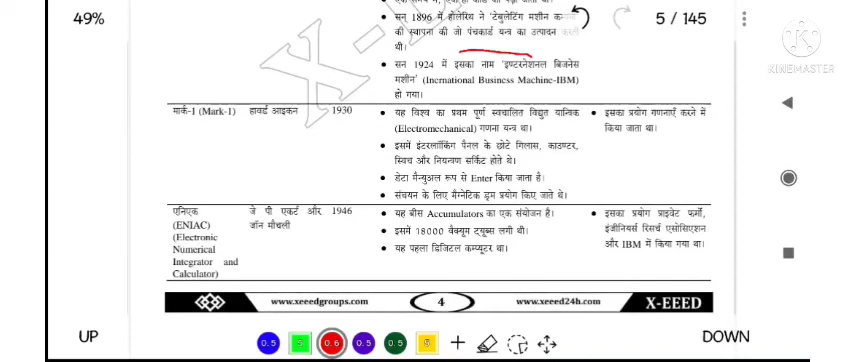 49%
5 / 145
KINEMASTER
सन् 1896 में होलेरिथ ने 'टेबुलेटिंग मशीन
की स्थापना की जो पंचकार्ड यन्त्र का उत्पादन करती
थी।
सन 1924 में इसका नाम 'इण्टरनेशनल बिजनेस
मशीन' (Inernational Business Machine-IBM)
हो गया।
मार्क-1 (Mark-1) हावर्ड आइकन 1930
यह विश्व का प्रथम पूर्ण स्वचालित विद्युत यान्त्रिक
(Electromechanical) गणना यन्त्र था।
इसमें इंटरलॉकिंग पैनल के छोटे गिलास, काउण्टर,
स्विच और नियन्त्रण सर्किट होते थे।
डेटा मैन्युअल रूप से Enter किया जाता है।
संचयन के लिए मैग्नेटिक ड्रम प्रयोग किए जाते थे।
इसका प्रयोग गणनाएँ करने में
किया जाता था।
एनिएक
(ENIAC)
(Electronic
Numerical
Integrator and
Calculator)
जे पी एकर्ट और
जॉन मौचली
1946
यह बीस Accumulators का एक संयोजन है।
इसमें 18000 वैक्यूम ट्यूब्स लगी थी।
यह पहला डिजिटल कम्प्यूटर था।
इसका प्रयोग प्राइवेट फर्मों,
इंजीनियर्स रिसर्च एसोसिएशन
और IBM में किया गया था।
www.xeeedgroups.com 4 www.xeeed24h.com X-EEED
UP
0.5
0.6
0.5
0.5
DOWN